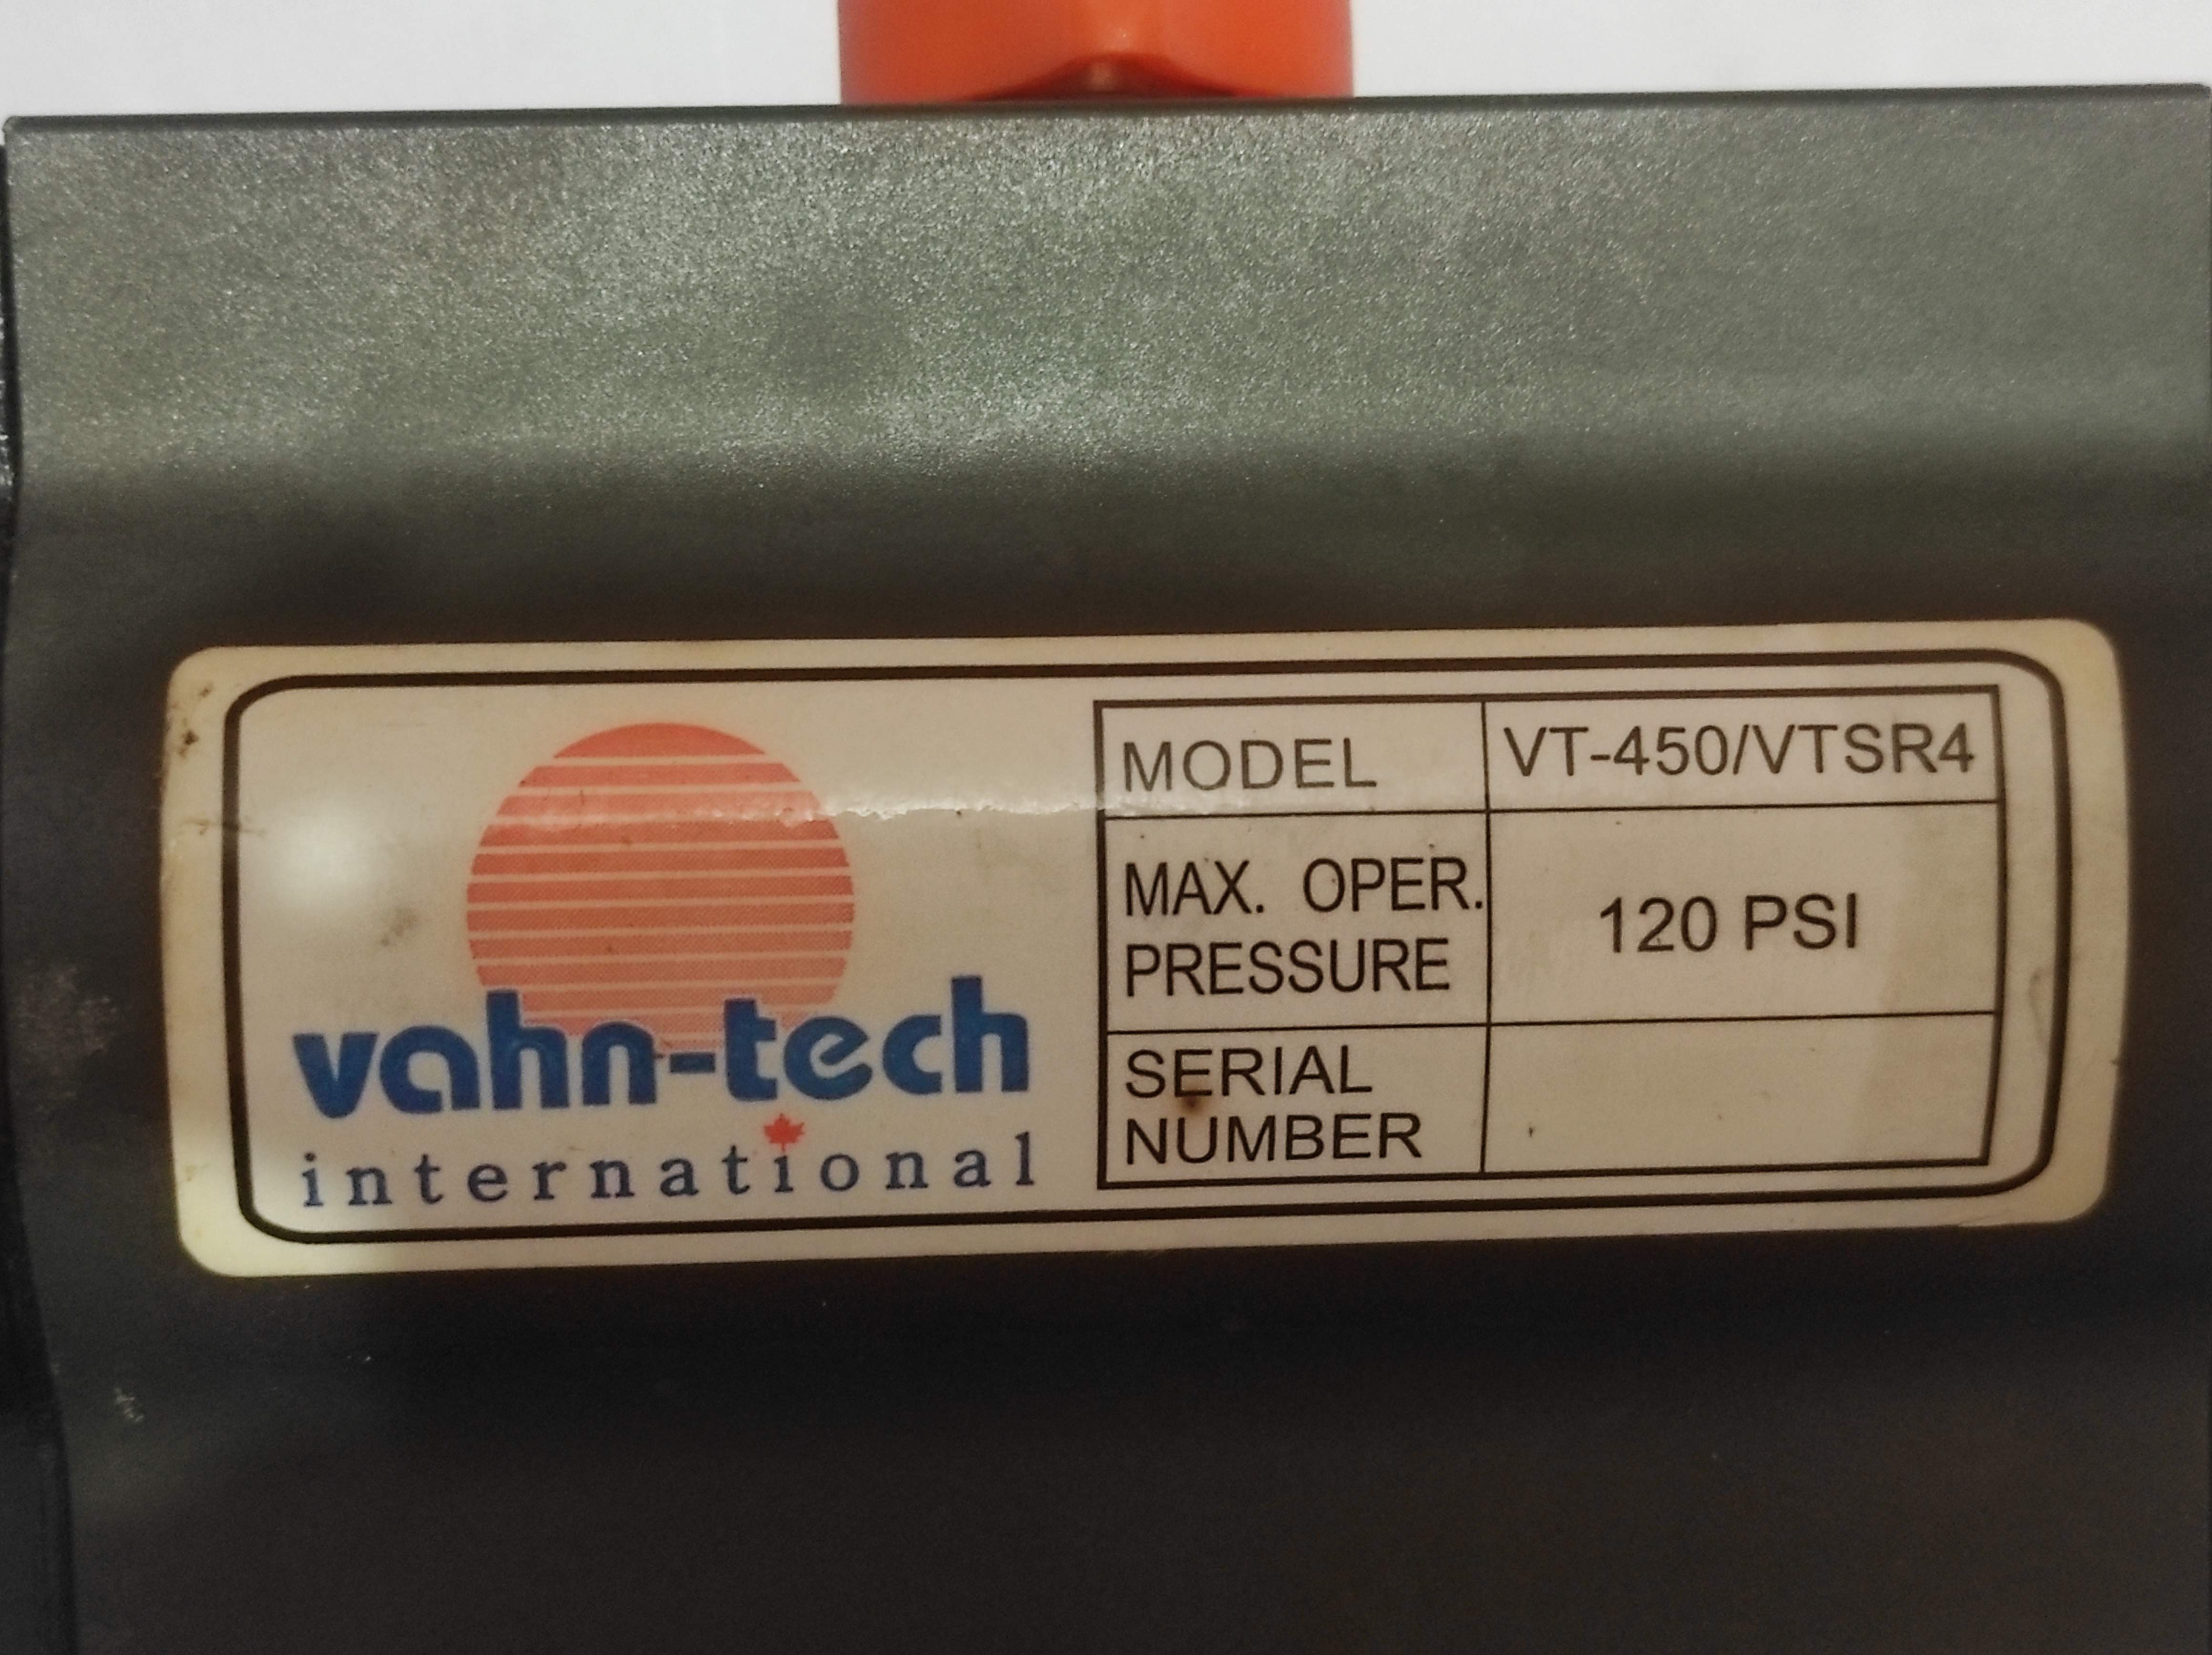 vahn-tech
international
MODEL VT-450/VTSR4
MAX. OPER.
PRESSURE
120 PSI
SERIAL
NUMBER